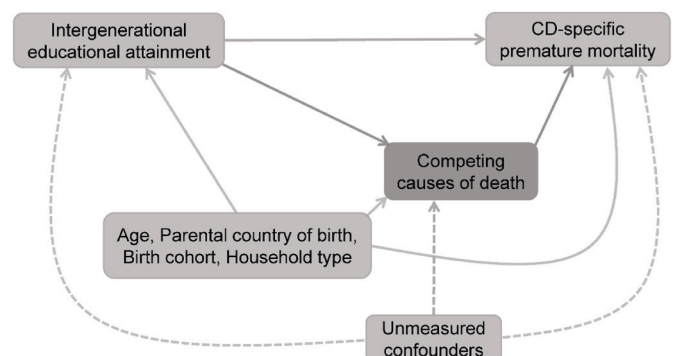 Intergenerational
educational attainment
CD-specific
premature mortality
Competing
causes of death
Age, Parental country of birth,
Birth cohort, Household type
Unmeasured
confounders